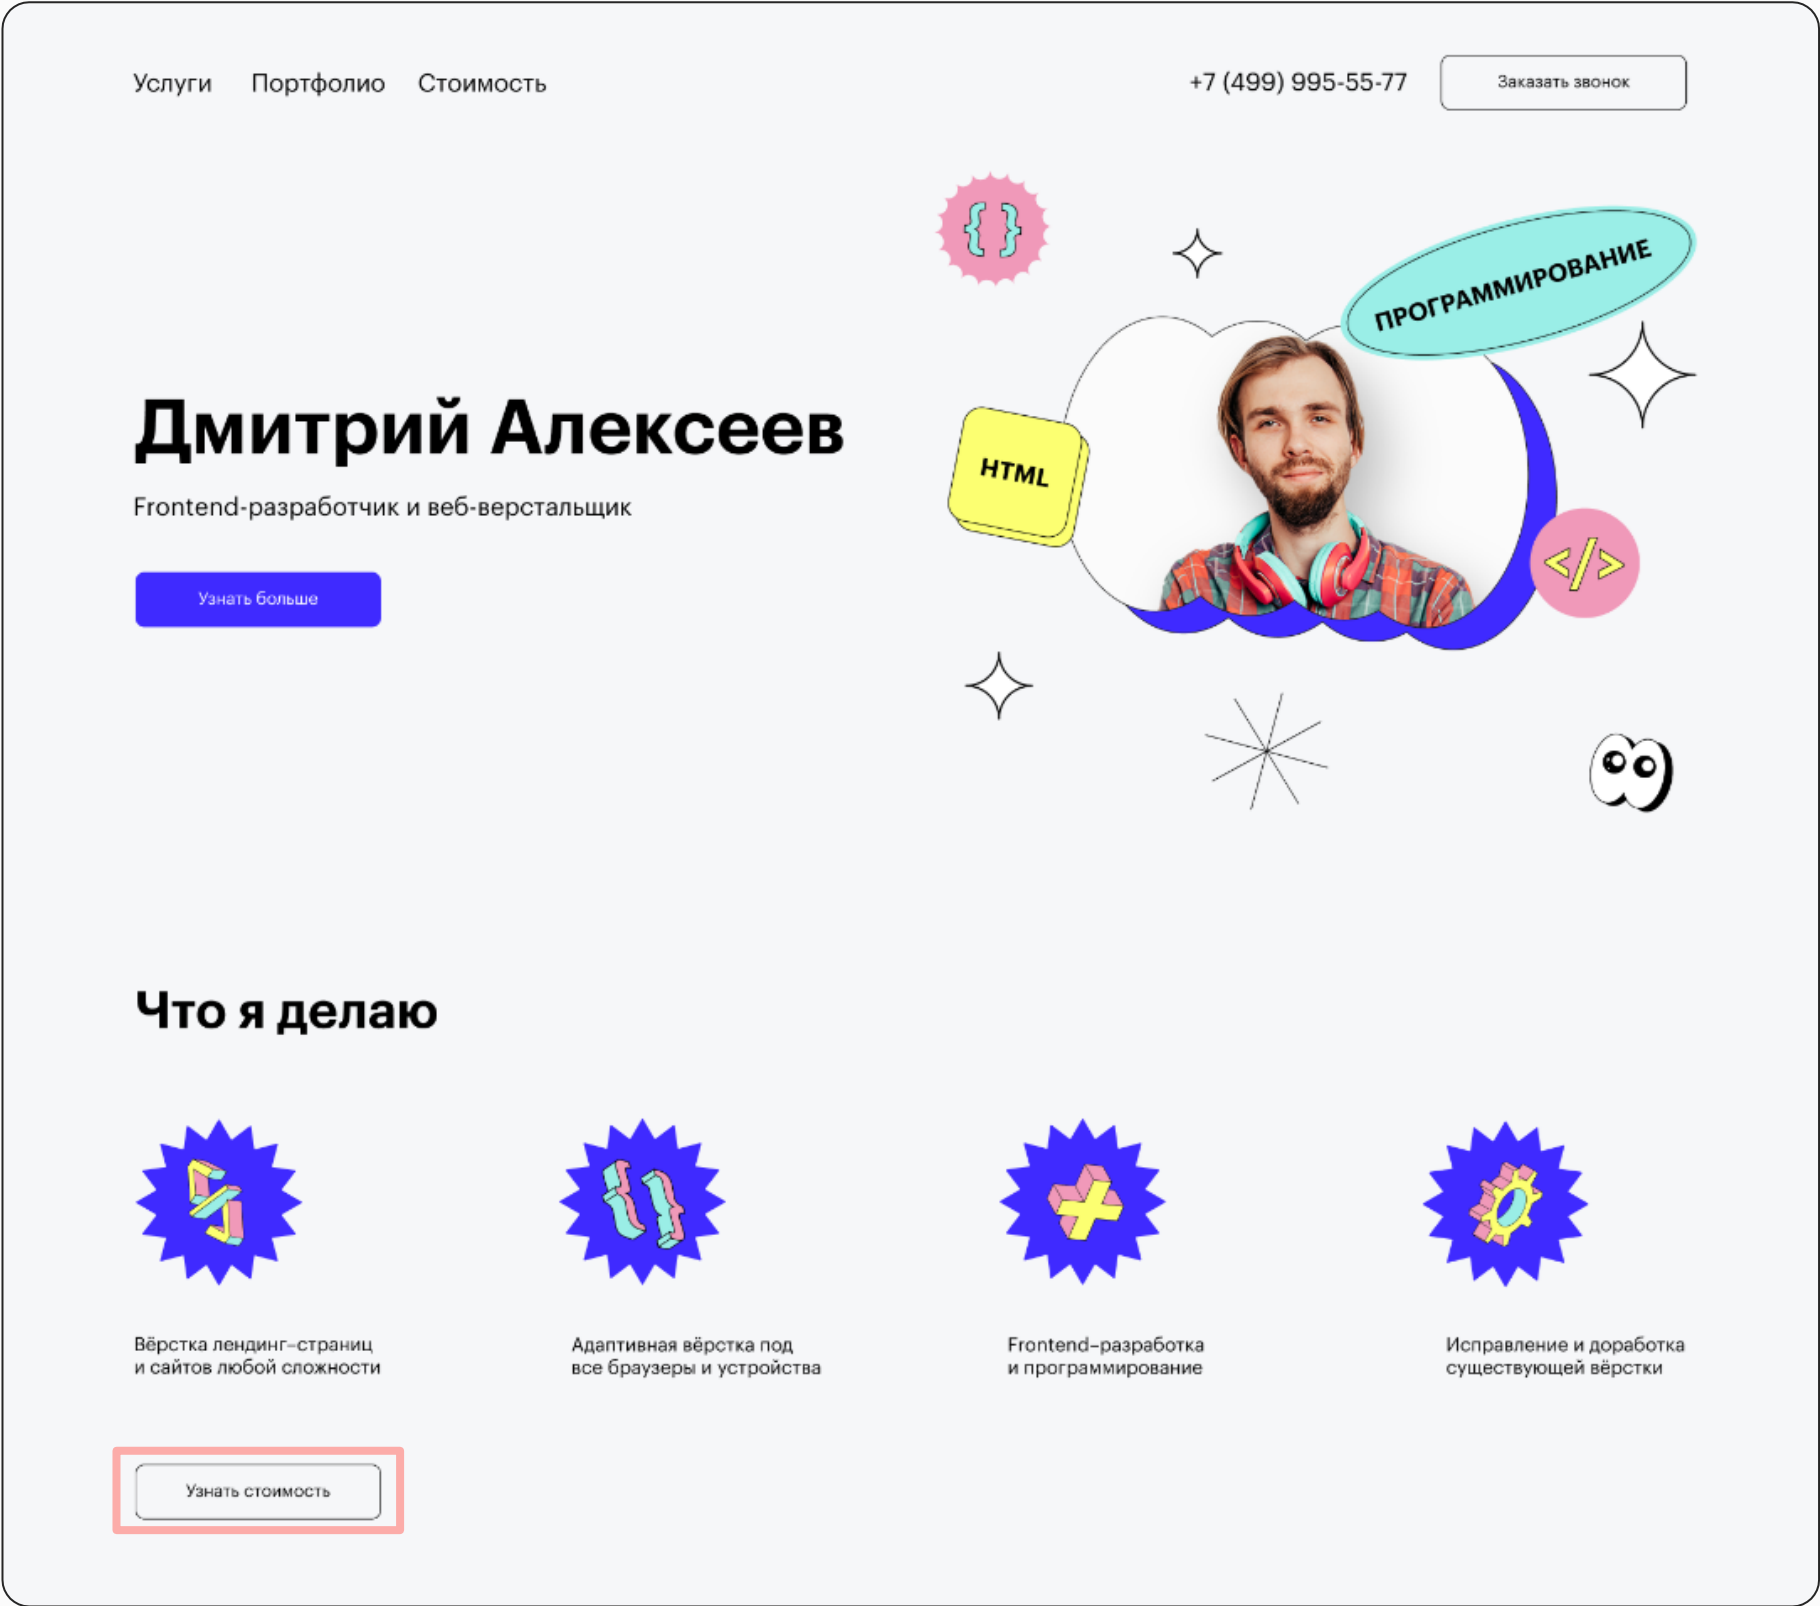 Услуги Портфолио Стоимость +7 (499) 995-55-77 Заказать звонок
{ }
ПРОГРАММИРОВАНИЕ
HTML
Дмитрий Алексеев
Frontend-разработчик и веб-верстальщик
</>
Узнать больше
Что я делаю
Вёрстка лендинг–страниц
и сайтов любой сложности
Адаптивная вёрстка под
все браузеры и устройства
Frontend–разработка
и программирование
Исправление и доработка
существующей вёрстки
Узнать стоимость